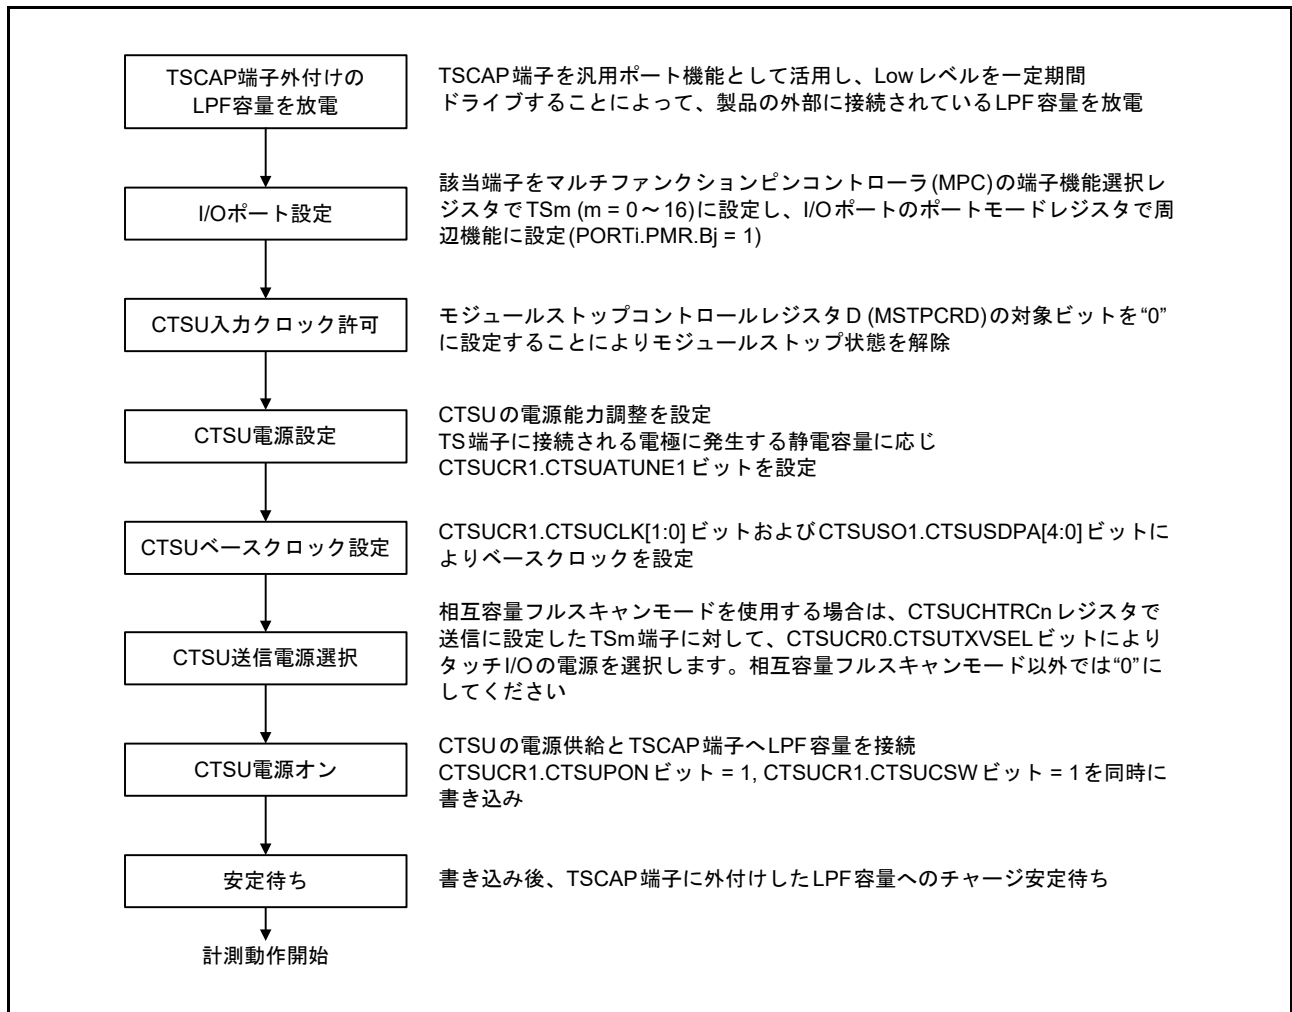 TSCAP端子外付けの
LPF容量を放電
TSCAP端子を汎用ポート機能として活用し、Lowレベルを一定期間
ドライブすることによって、製品の外部に接続されているLPF容量を放電
I/Oポート設定
該当端子をマルチファンクションピンコントローラ(MPC)の端子機能選択レ
ジスタでTSm (m = 0～16)に設定し、I/Oポートのポートモードレジスタで周
辺機能に設定(PORTi.PMR.Bj = 1)
CTSU入力クロック許可
モジュールストップコントロールレジスタD (MSTPCRD)の対象ビットを“0”
に設定することによりモジュールストップ状態を解除
CTSU電源設定
CTSUの電源能力調整を設定
TS端子に接続される電極に発生する静電容量に応じ
CTSUCR1.CTSUATUNE1ビットを設定
CTSUベースクロック設定
CTSUCR1.CTSUCLK[1:0]ビットおよびCTSUSO1.CTSUSDPA[4:0]ビットに
よりベースクロックを設定
CTSU送信電源選択
相互容量フルスキャンモードを使用する場合は、CTSUCHTRCnレジスタで
送信に設定したTSm端子に対して、CTSUCR0.CTSUTXVSELビットにより
タッチI/Oの電源を選択します。相互容量フルスキャンモード以外では“0”に
してください
CTSU電源オン
CTSUの電源供給とTSCAP端子へLPF容量を接続
CTSUCR1.CTSUPONビット = 1, CTSUCR1.CTSUCSWビット = 1を同時に
書き込み
安定待ち
書き込み後、TSCAP端子に外付けしたLPF容量へのチャージ安定待ち
計測動作開始